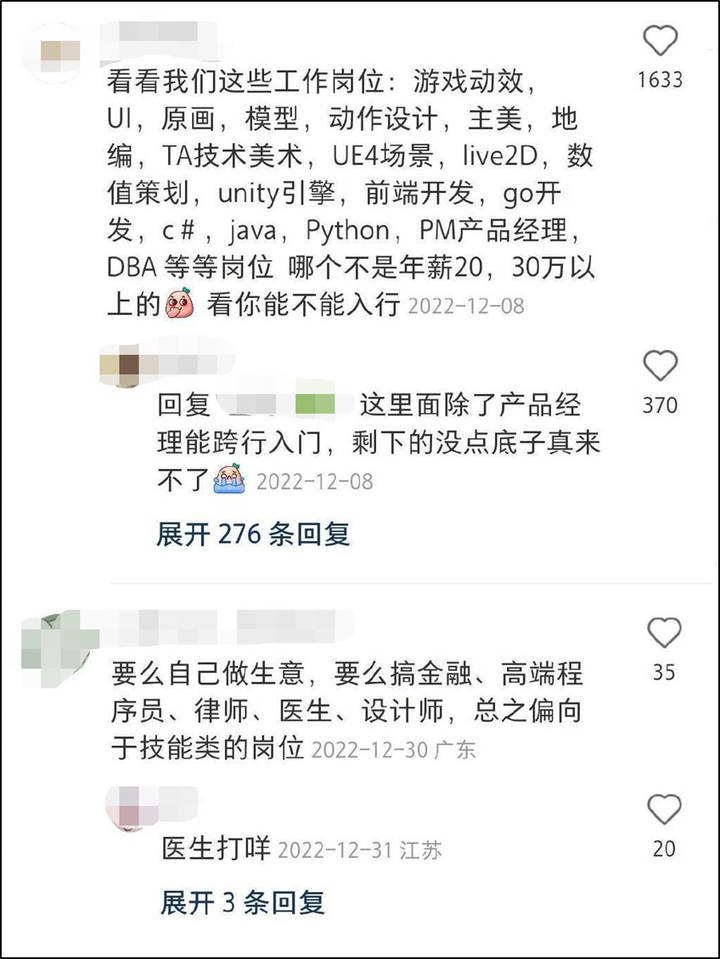 1633
看看我们这些工作岗位：游戏动效，
UI，原画，模型，动作设计，主美，地
编，TA技术美术，UE4场景，live2D，数
值策划，unity引擎，前端开发，go开
发，c#，java，Python，PM产品经理，
DBA 等等岗位 哪个不是年薪20，30万以
上的 看你能不能入行 2022-12-08
370
回复 这里面除了产品经
理能跨行入门，剩下的没点底子真来
不了 2022-12-08
展开 276 条回复
35
要么自己做生意，要么搞金融、高端程
序员、律师、医生、设计师，总之偏向
于技能类的岗位 2022-12-30 广东
20
医生打咩 2022-12-31 江苏
展开 3 条回复